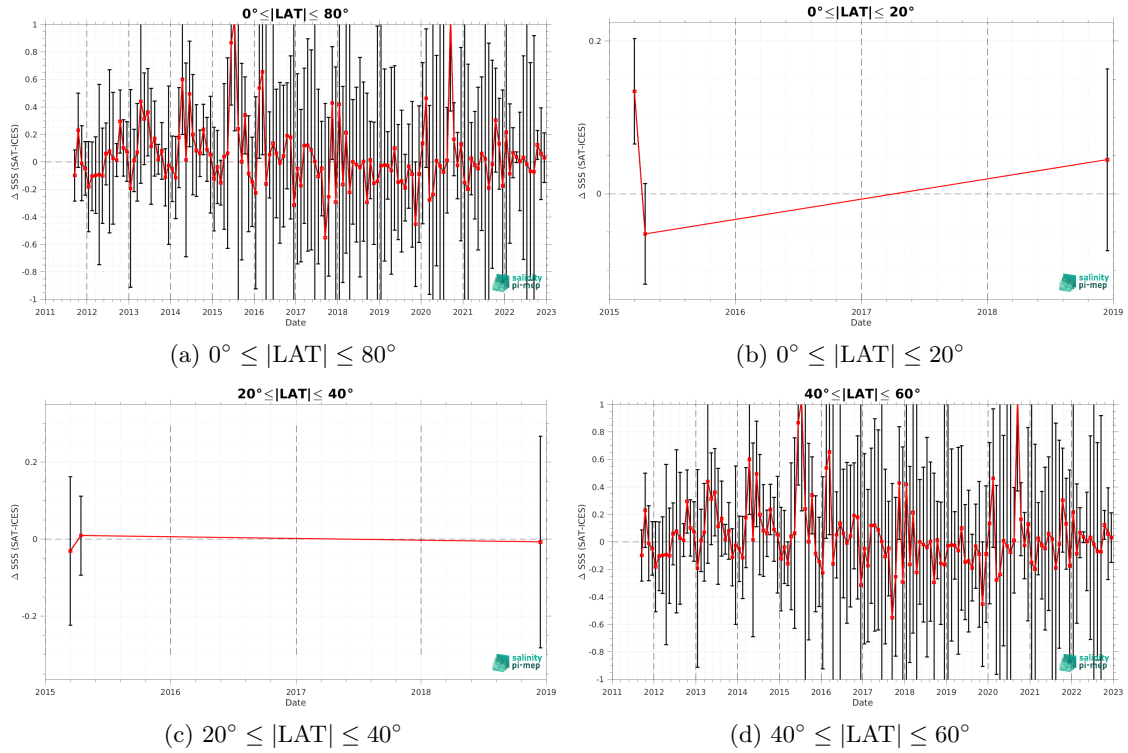 0°≤|LAT|≤ 80°
Δ SSS (SAT-ICES)
1
0.8
0.6
0.4
0.2
0
-0.2
-0.4
-0.6
-0.8
-1
2011 2012 2013 2014 2015 2016 2017 2018 2019 2020 2021 2022 2023
Date
salinity
pi-mep
(a) 0° ≤ |LAT| ≤ 80°
0°≤|LAT|≤ 20°
Δ SSS (SAT-ICES)
0.2
0
2015 2016 2017 2018 2019
Date
salinity
pi-mep
(b) 0° ≤ |LAT| ≤ 20°
20°≤|LAT|≤ 40°
Δ SSS (SAT-ICES)
0.2
0
-0.2
2015 2016 2017 2018 2019
Date
salinity
pi-mep
(c) 20° ≤ |LAT| ≤ 40°
40°≤|LAT|≤ 60°
Δ SSS (SAT-ICES)
1
0.8
0.6
0.4
0.2
0
-0.2
-0.4
-0.6
-0.8
-1
2011 2012 2013 2014 2015 2016 2017 2018 2019 2020 2021 2022 2023
Date
salinity
pi-mep
(d) 40° ≤ |LAT| ≤ 60°